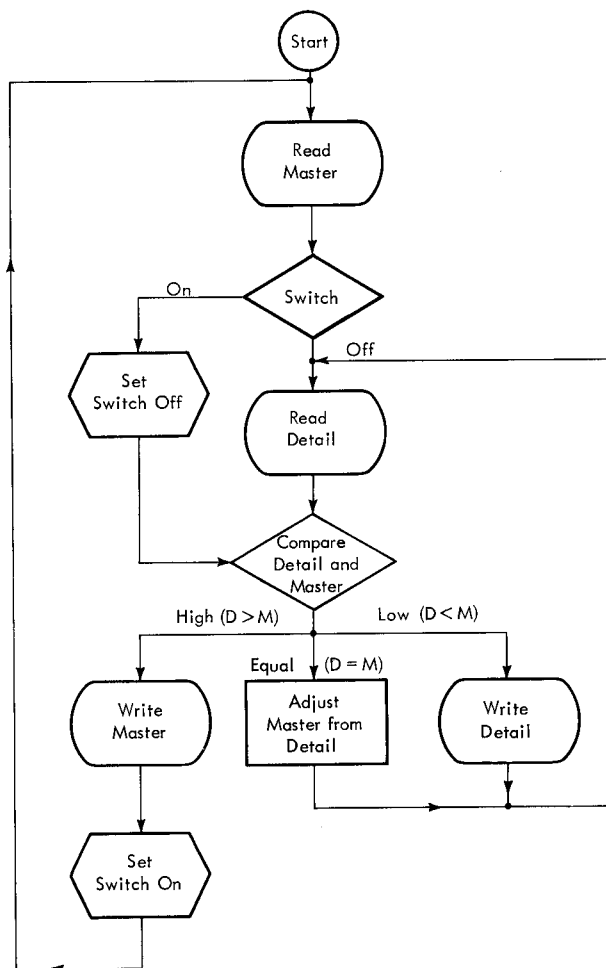 Start
Read
Master
Switch
On
Off
Set
Switch Off
Read
Detail
Compare
Detail and
Master
High (D > M)
Low (D < M)
Equal (D = M)
Write
Master
Adjust
Master from
Detail
Write
Detail
Set
Switch On